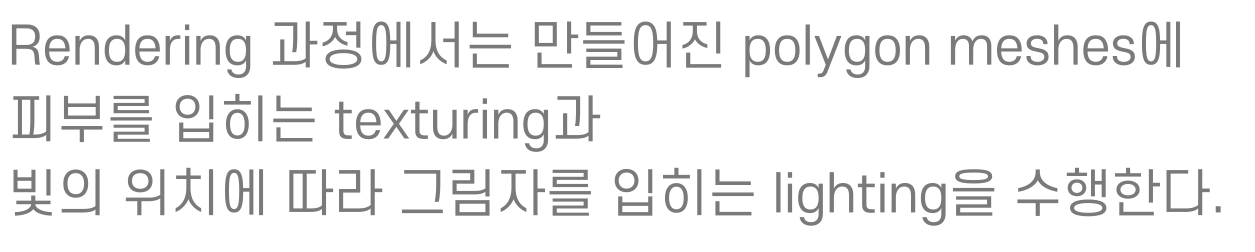 Rendering 과정에서는 만들어진 polygon meshes에
피부를 입히는 texturing과
빛의 위치에 따라 그림자를 입히는 lighting을 수행한다.